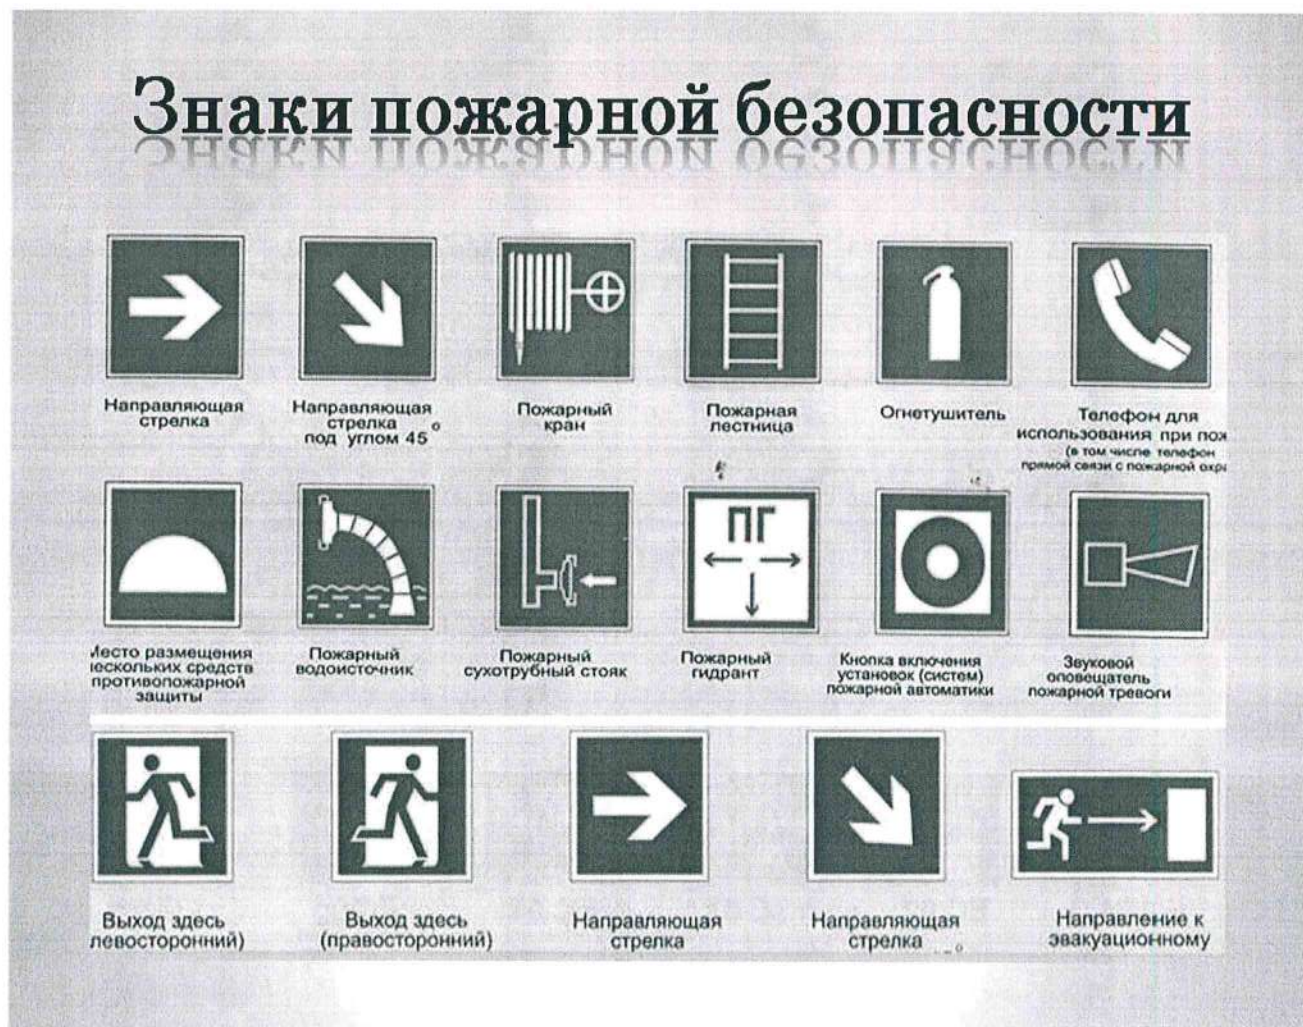 Знаки пожарной безопасности
Направляющая
стрелка
Направляющая
стрелка
под углом 45°
Пожарный
кран
Пожарная
лестница
Огнетушитель
Телефон для
использования при пож
(в том числе телефон
прямой связи с пожарной охра
Место размещения
нескольких средств
противопожарной
защиты
Пожарный
водоисточник
Пожарный
сухотрубный стояк
ПГ
Пожарный
гидрант
Кнопка включения
установок (систем)
пожарной автоматики
Звуковой
оповещатель
пожарной тревоги
Выход здесь
левосторонний)
Выход здесь
(правосторонний)
Направляющая
стрелка
Направляющая
стрелка
Направление к
эвакуационному